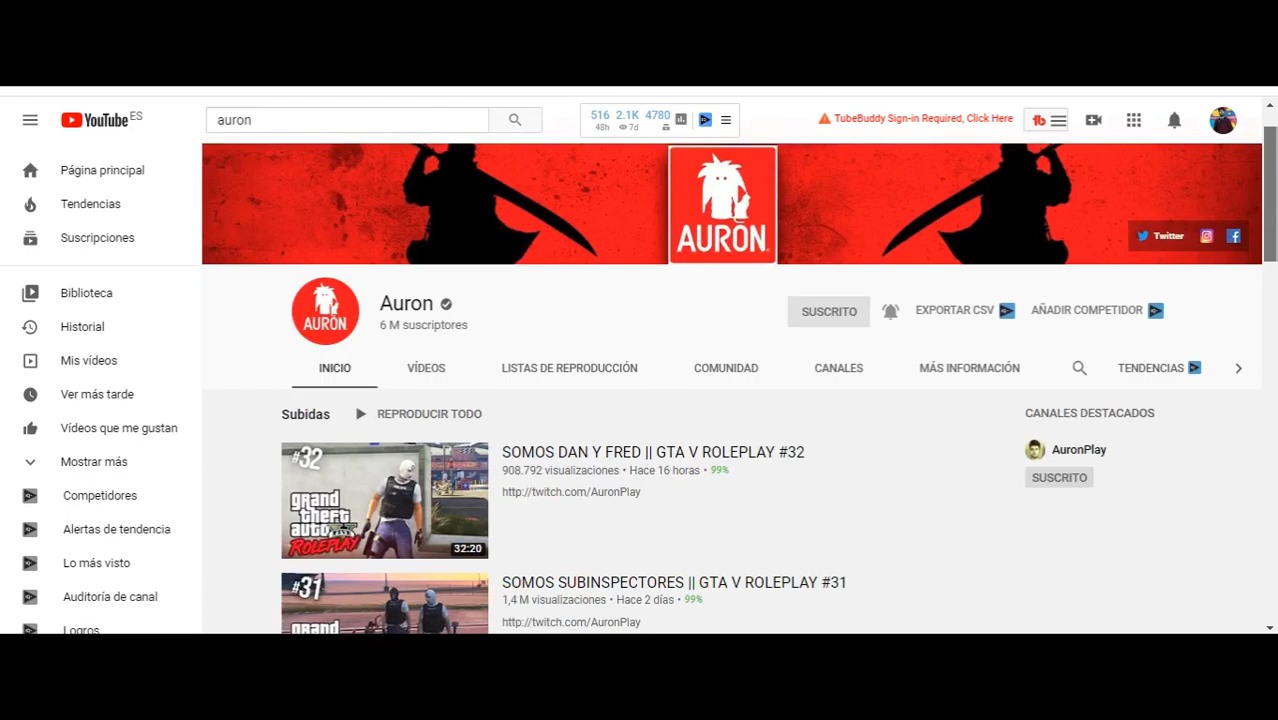 YouTube ES
auron
516 2.1K 4780
48h 7d
TubeBuddy Sign-in Required, Click Here
tb
Página principal
Tendencias
Suscripciones
Biblioteca
Historial
Mis vídeos
Ver más tarde
Vídeos que me gustan
Mostrar más
Competidores
Alertas de tendencia
Lo más visto
Auditoría de canal
Logros
AURÓN
Twitter
AURÓN
Auron
6 M suscriptores
SUSCRITO
EXPORTAR CSV
AÑADIR COMPETIDOR
INICIO VÍDEOS LISTAS DE REPRODUCCIÓN COMUNIDAD CANALES MÁS INFORMACIÓN TENDENCIAS
Subidas REPRODUCIR TODO
#32
grand
theft
auto V
ROLEPLAY
32:20
SOMOS DAN Y FRED || GTA V ROLEPLAY #32
908.792 visualizaciones • Hace 16 horas • 99%
http://twitch.com/AuronPlay
#31
grand
SOMOS SUBINSPECTORES || GTA V ROLEPLAY #31
1,4 M visualizaciones • Hace 2 días • 99%
http://twitch.com/AuronPlay
CANALES DESTACADOS
AuronPlay
SUSCRITO